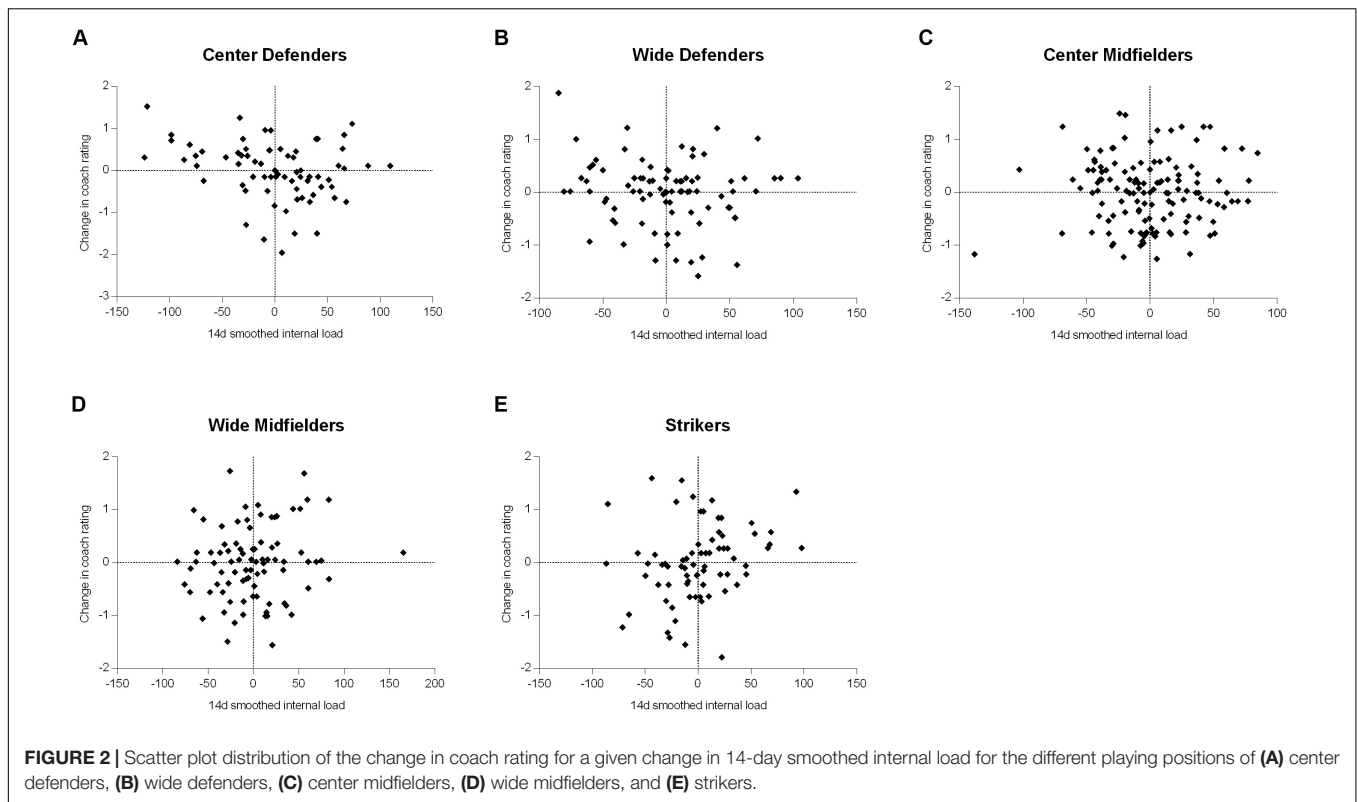 A
Center Defenders
2
1
0
-1
-2
-3
-150 -100 -50 0 50 100 150
Change in coach rating
14d smoothed internal load
B
Wide Defenders
2
1
0
-1
-2
-100 -50 0 50 100 150
Change in coach rating
14d smoothed internal load
C
Center Midfielders
2
1
0
-1
-2
-150 -100 -50 0 50 100
Change in coach rating
14d smoothed internal load
D
Wide Midfielders
2
1
0
-1
-2
-150 -100 -50 0 50 100 150 200
Change in coach rating
14d smoothed internal load
E
Strikers
2
1
0
-1
-2
-150 -100 -50 0 50 100 150
Change in coach rating
14d smoothed internal load
FIGURE 2 | Scatter plot distribution of the change in coach rating for a given change in 14-day smoothed internal load for the different playing positions of (A) center
defenders, (B) wide defenders, (C) center midfielders, (D) wide midfielders, and (E) strikers.